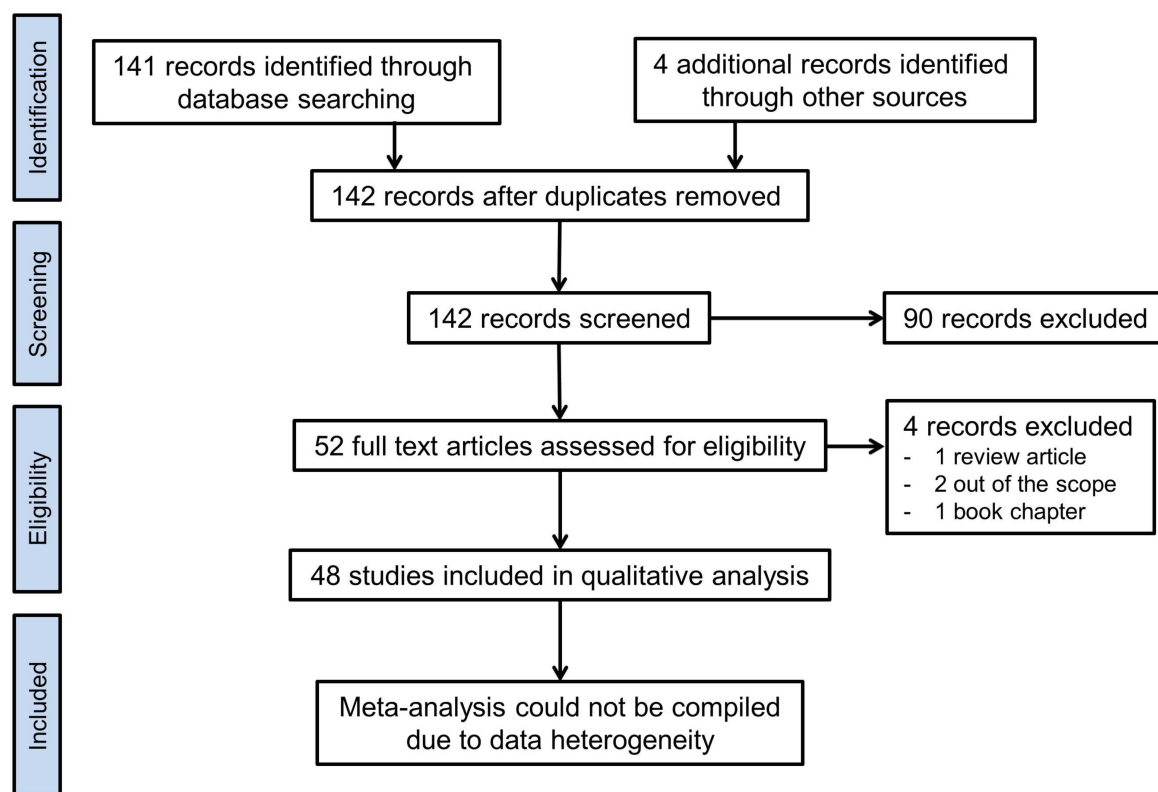 Identification
141 records identified through
database searching
4 additional records identified
through other sources
142 records after duplicates removed
Screening
142 records screened
90 records excluded
Eligibility
52 full text articles assessed for eligibility
4 records excluded
- 1 review article
- 2 out of the scope
- 1 book chapter
48 studies included in qualitative analysis
Included
Meta-analysis could not be compiled
due to data heterogeneity